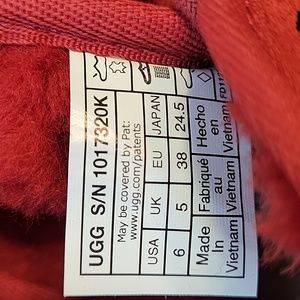 UGG S/N 1017320K
May be covered by Pat:
www.ugg.com/patents
USA UK EU JAPAN
6 5 38 24.5
Made In Vietnam
Fabriqué au Vietnam
Hecho en Vietnam